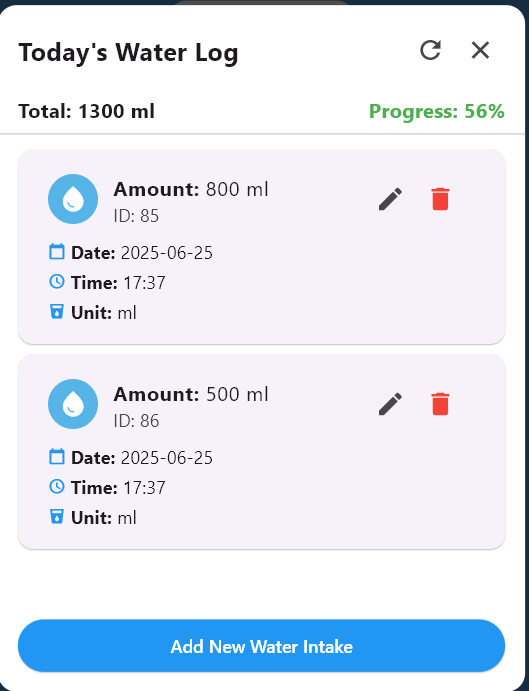 Today's Water Log
Total: 1300 ml
Progress: 56%
Amount: 800 ml
ID: 85
Date: 2025-06-25
Time: 17:37
Unit: ml
Amount: 500 ml
ID: 86
Date: 2025-06-25
Time: 17:37
Unit: ml
Add New Water Intake